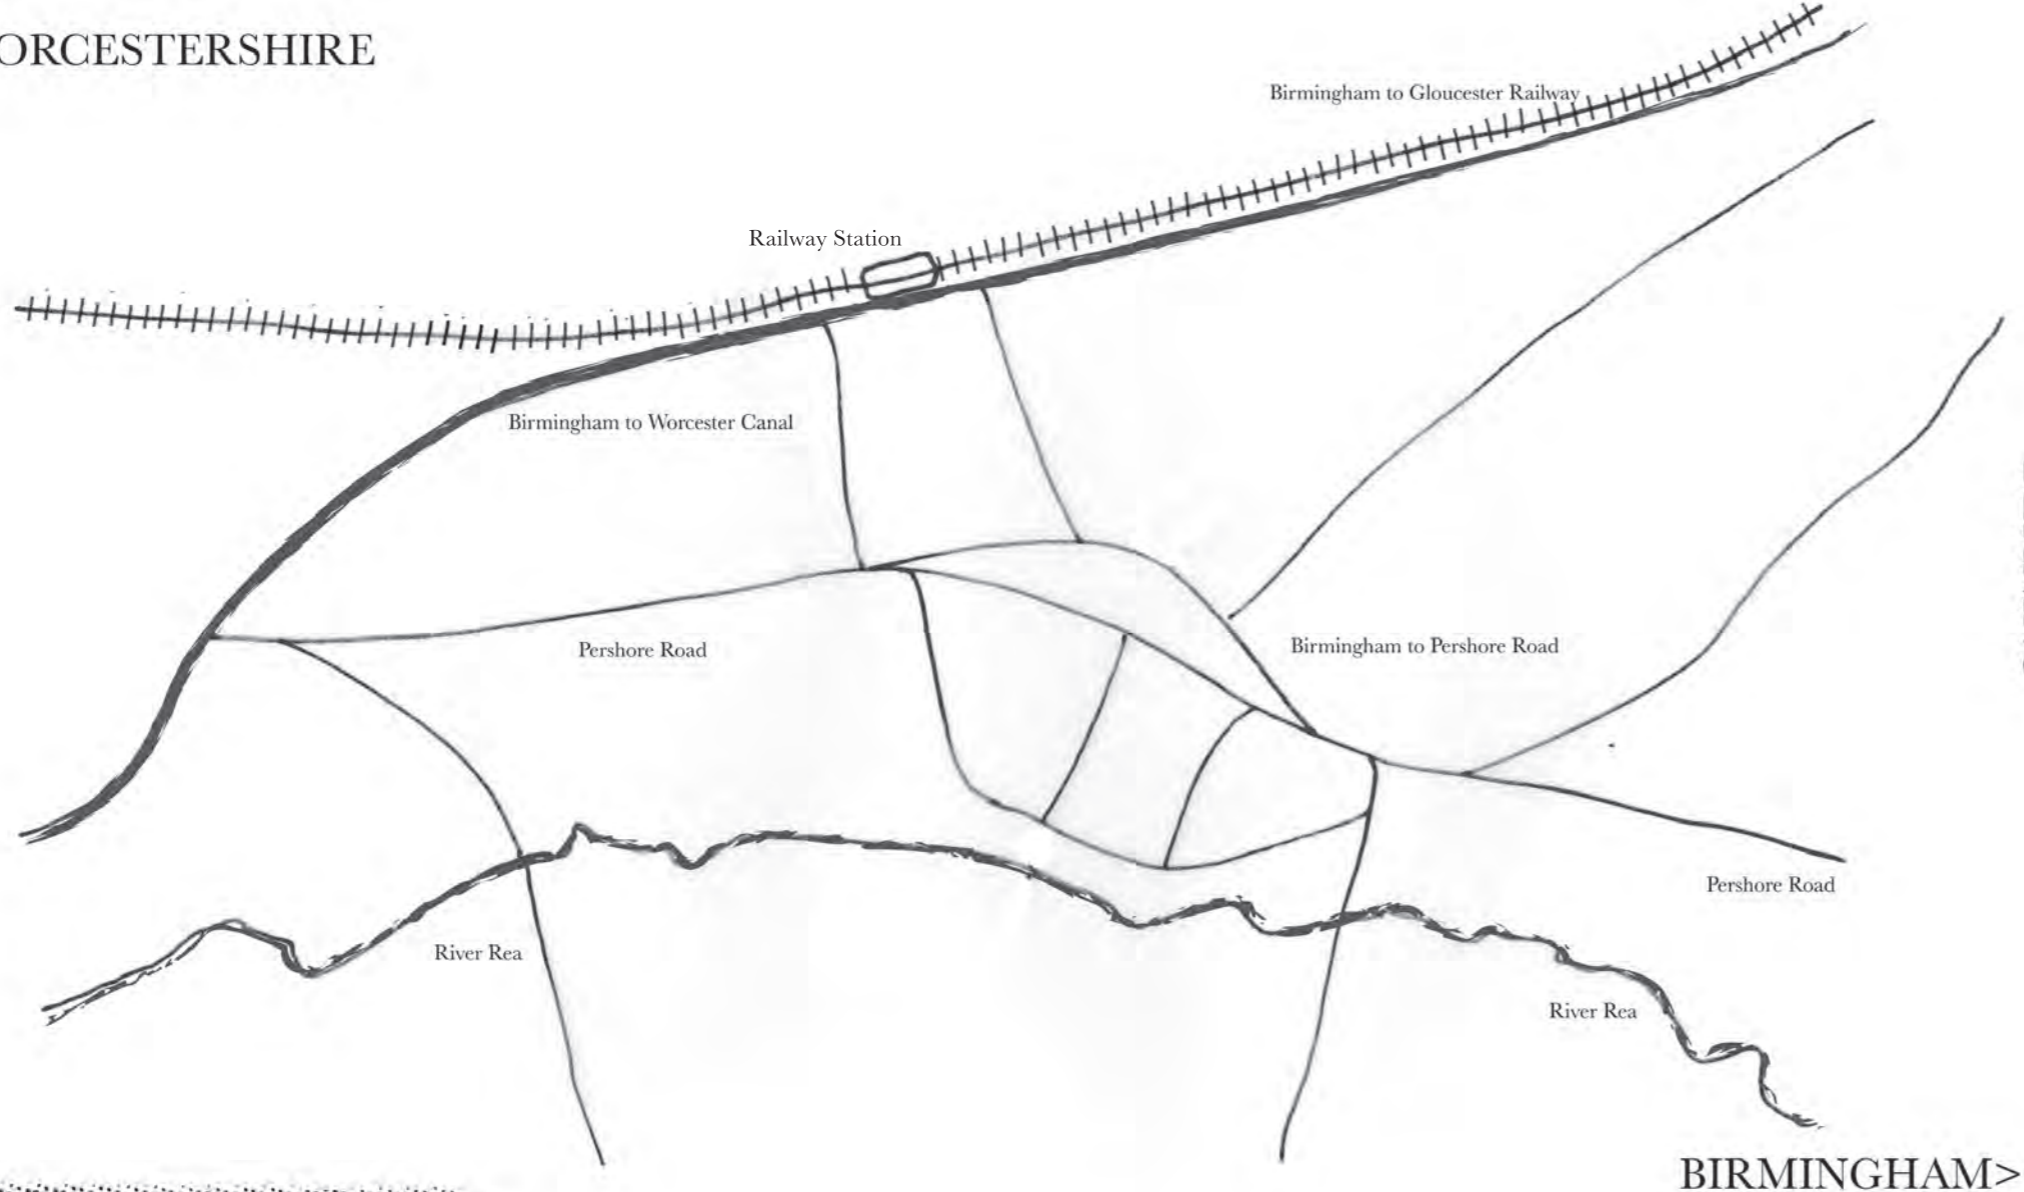 ORCESTERSHIRE
Birmingham to Gloucester Railway
Railway Station
Birmingham to Worcester Canal
Birmingham to Pershore Road
Pershore Road
Pershore Road
River Rea
River Rea
BIRMINGHAM>